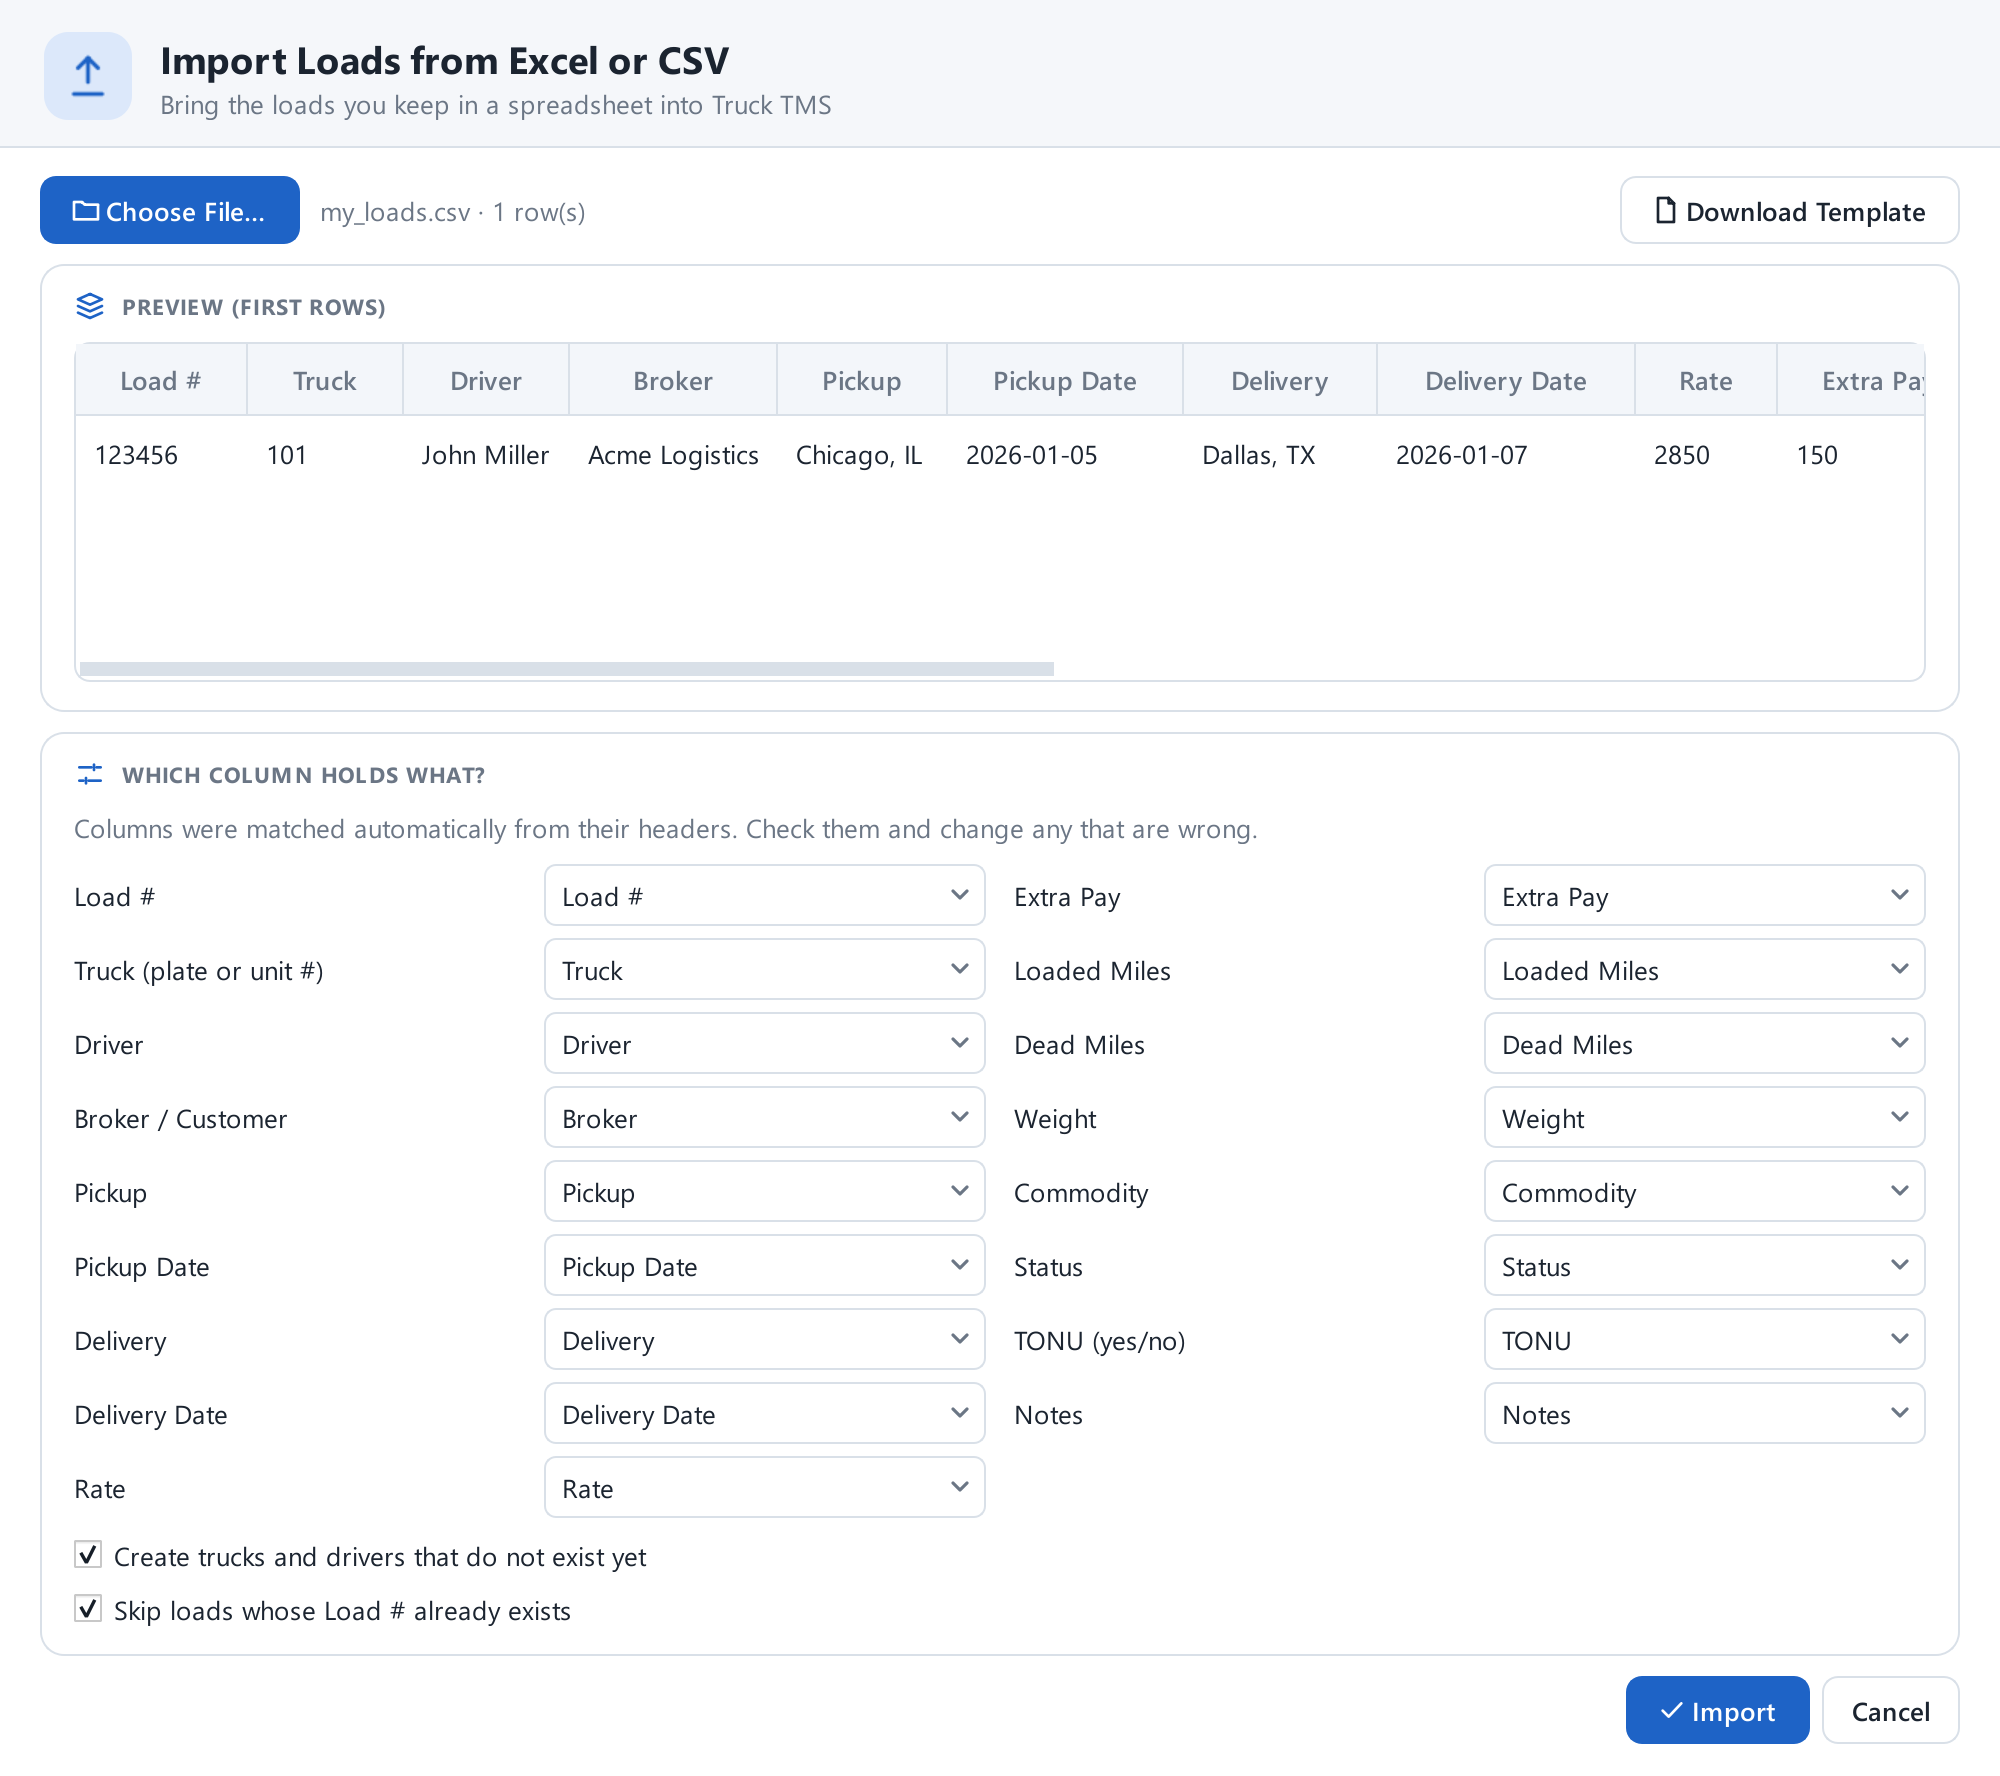 Import Loads from Excel or CSV
Bring the loads you keep in a spreadsheet into Truck TMS
Choose File... my_loads.csv · 1 row(s) Download Template
PREVIEW (FIRST ROWS)
Load # Truck Driver Broker Pickup Pickup Date Delivery Delivery Date Rate Extra Pay
123456 101 John Miller Acme Logistics Chicago, IL 2026-01-05 Dallas, TX 2026-01-07 2850 150
WHICH COLUMN HOLDS WHAT?
Columns were matched automatically from their headers. Check them and change any that are wrong.
Load # Load # Extra Pay Extra Pay
Truck (plate or unit #) Truck Loaded Miles Loaded Miles
Driver Driver Dead Miles Dead Miles
Broker / Customer Broker Weight Weight
Pickup Pickup Commodity Commodity
Pickup Date Pickup Date Status Status
Delivery Delivery TONU (yes/no) TONU
Delivery Date Delivery Date Notes Notes
Rate Rate
Create trucks and drivers that do not exist yet
Skip loads whose Load # already exists
Import Cancel